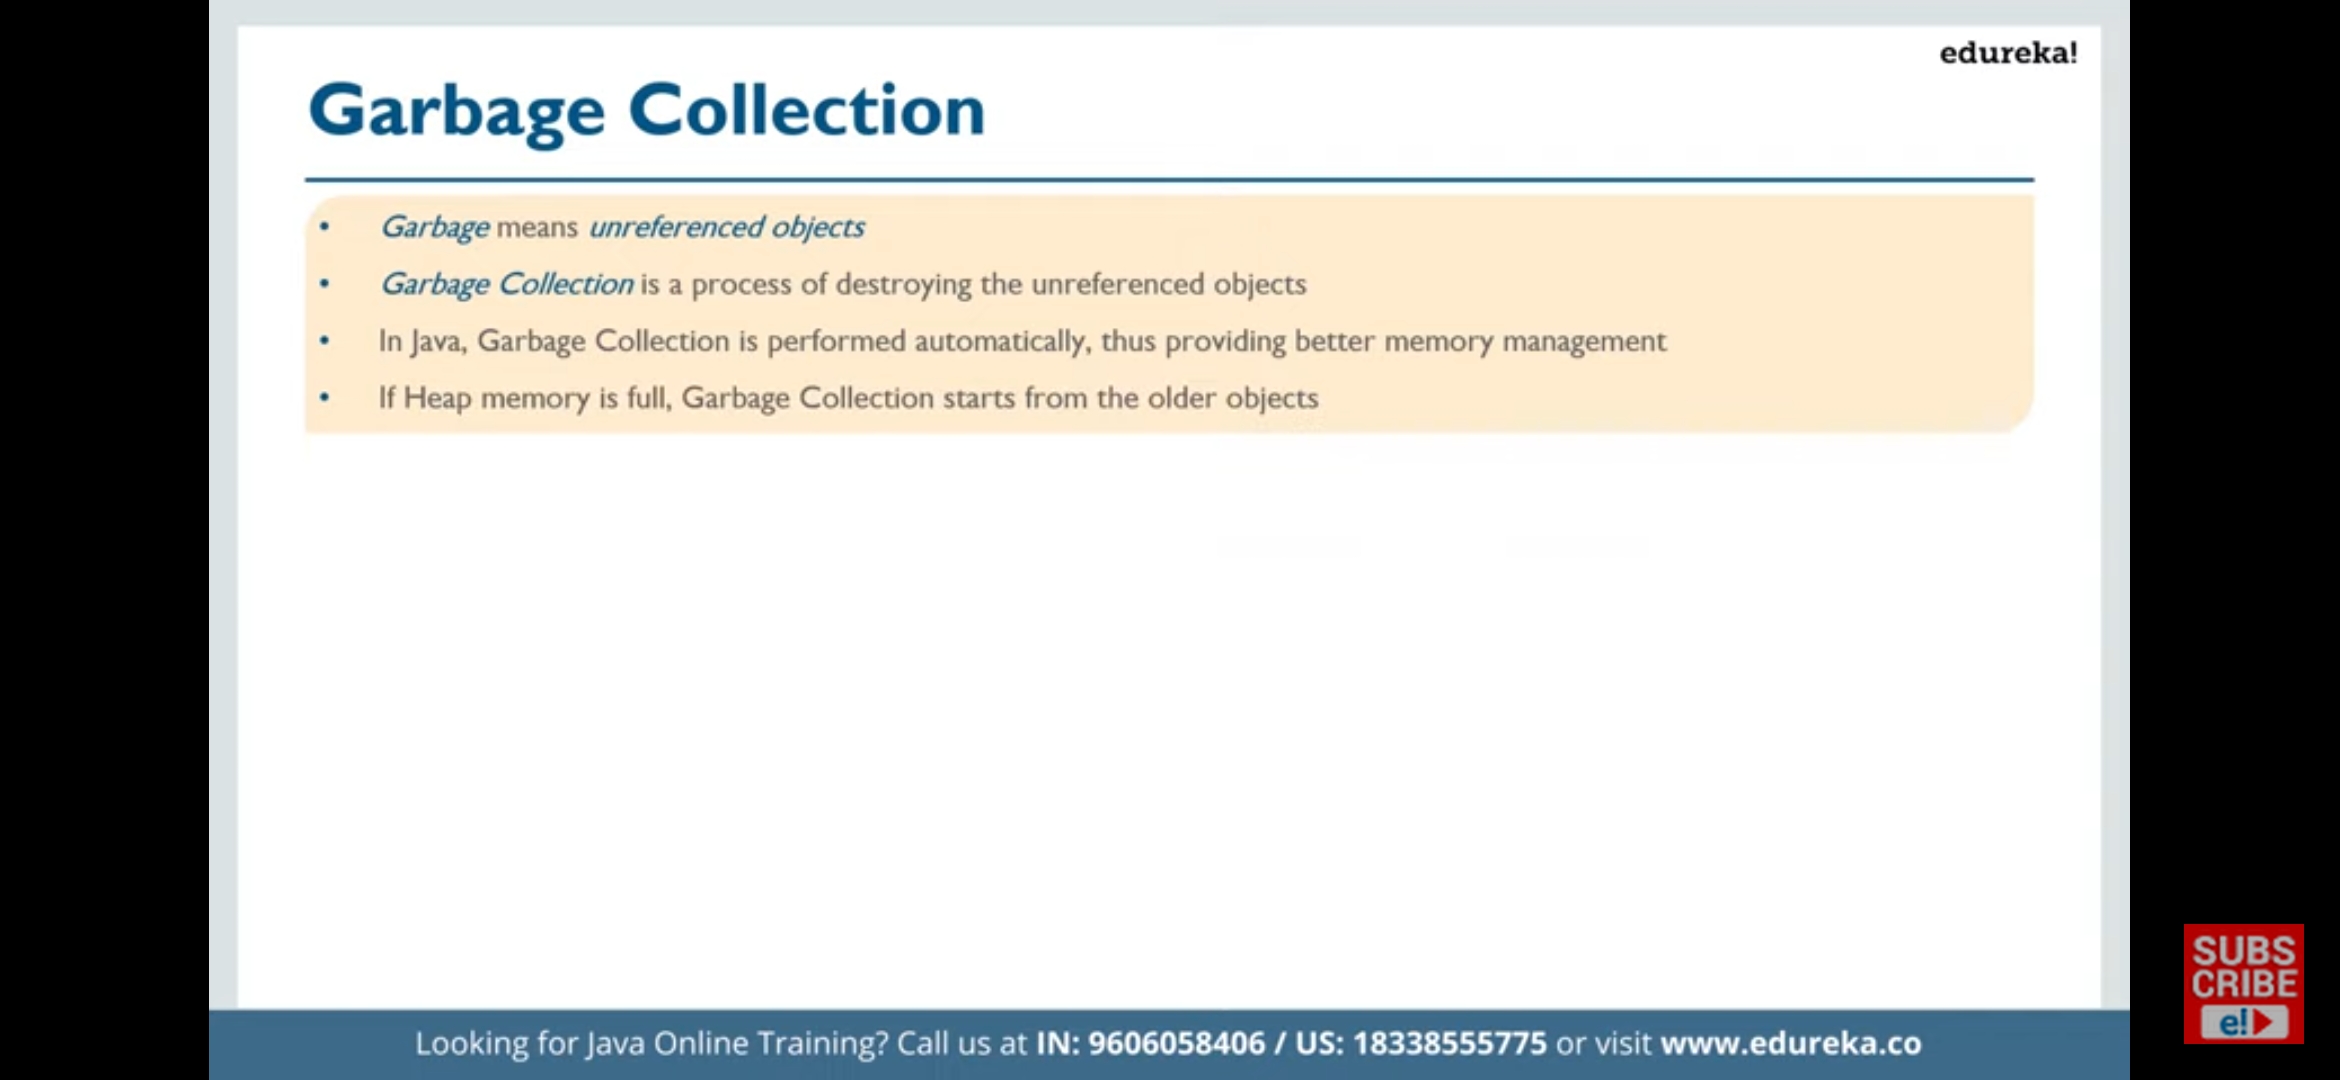 edureka!
Garbage Collection
• Garbage means unreferenced objects
• Garbage Collection is a process of destroying the unreferenced objects
• In Java, Garbage Collection is performed automatically, thus providing better memory management
• If Heap memory is full, Garbage Collection starts from the older objects
SUBS
CRIBE
e!
Looking for Java Online Training? Call us at IN: 9606058406 / US: 18338555775 or visit www.edureka.co